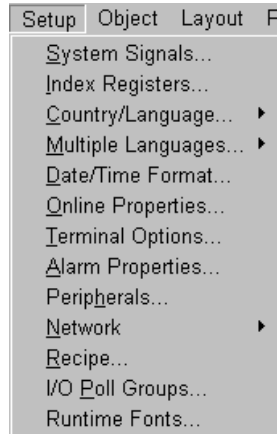 Setup Object Layout F
System Signals...
Index Registers...
Country/Language...
Multiple Languages...
Date/Time Format...
Online Properties...
Terminal Options...
Alarm Properties...
Peripherals...
Network
Recipe...
I/O Poll Groups...
Runtime Fonts...